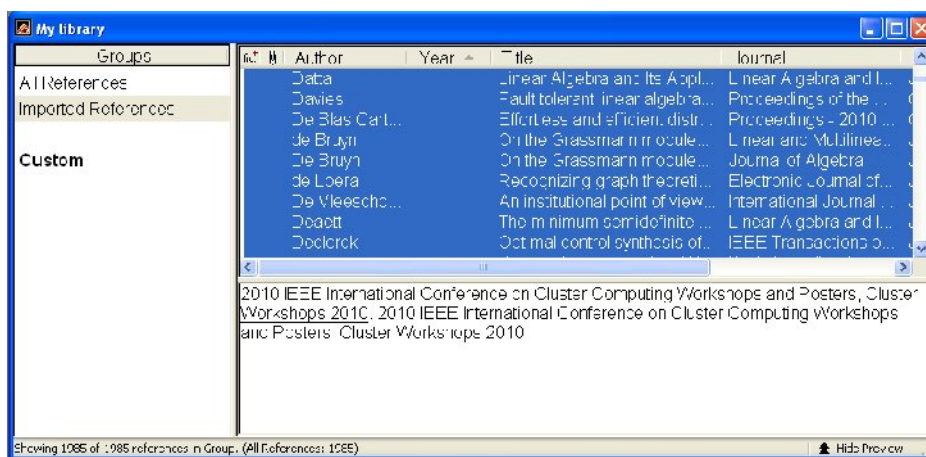 My library
Groups
All References
Imported References
Custom
Author Year Title Journal
Datta Linear Algebra and Its Appl... Linear Algebra and I...
Davies Fault tolerant linear algebra... Proceedings of the ...
De Blas Cart... Effortless and efficient distr... Proceedings - 2010 ...
de Bruyn On the Grassmann module... Linear and Multilinea...
De Bruyn On the Grassmann module... Journal of Algebra
de Loera Recognizing graph theoreti... Electronic Journal of...
De Vleescho... An institutional point of view... International Journal ...
Deaett The minimum semidefinite ... Linear Algebra and I...
Declerck Optimal control synthesis of... IEEE Transactions o...
2010 IEEE International Conference on Cluster Computing Workshops and Posters, Cluster
Workshops 2010. 2010 IEEE International Conference on Cluster Computing Workshops
and Posters, Cluster Workshops 2010
Showing 1985 of 1985 references in Group. (All References: 1985)
Hide Preview